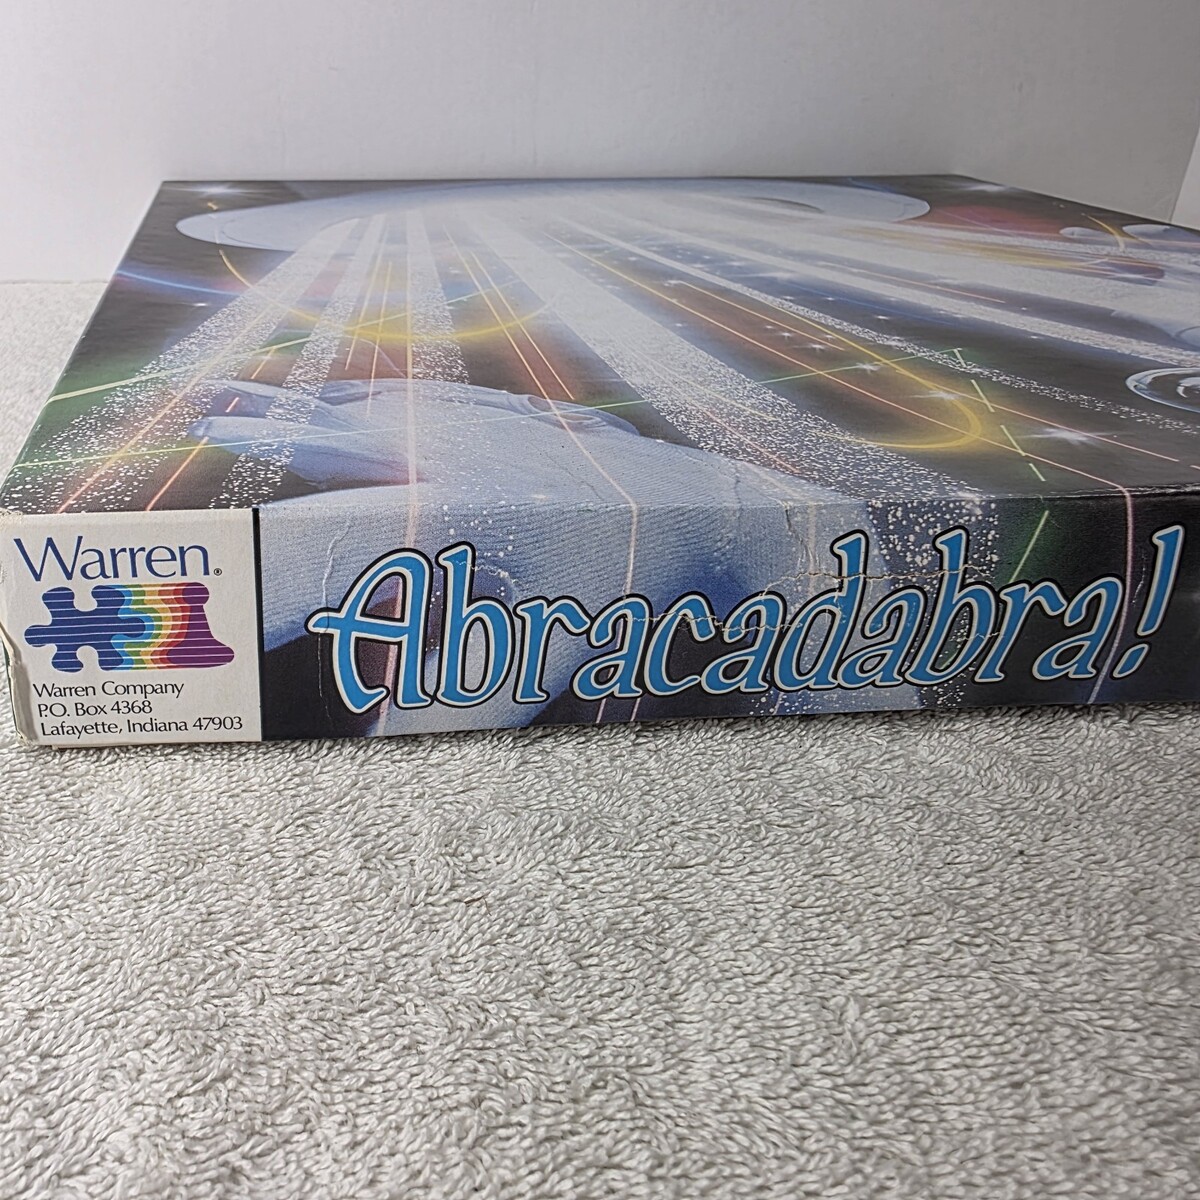 Warren®
Warren Company
P.O. Box 4368
Lafayette, Indiana 47903
Abracadabra!